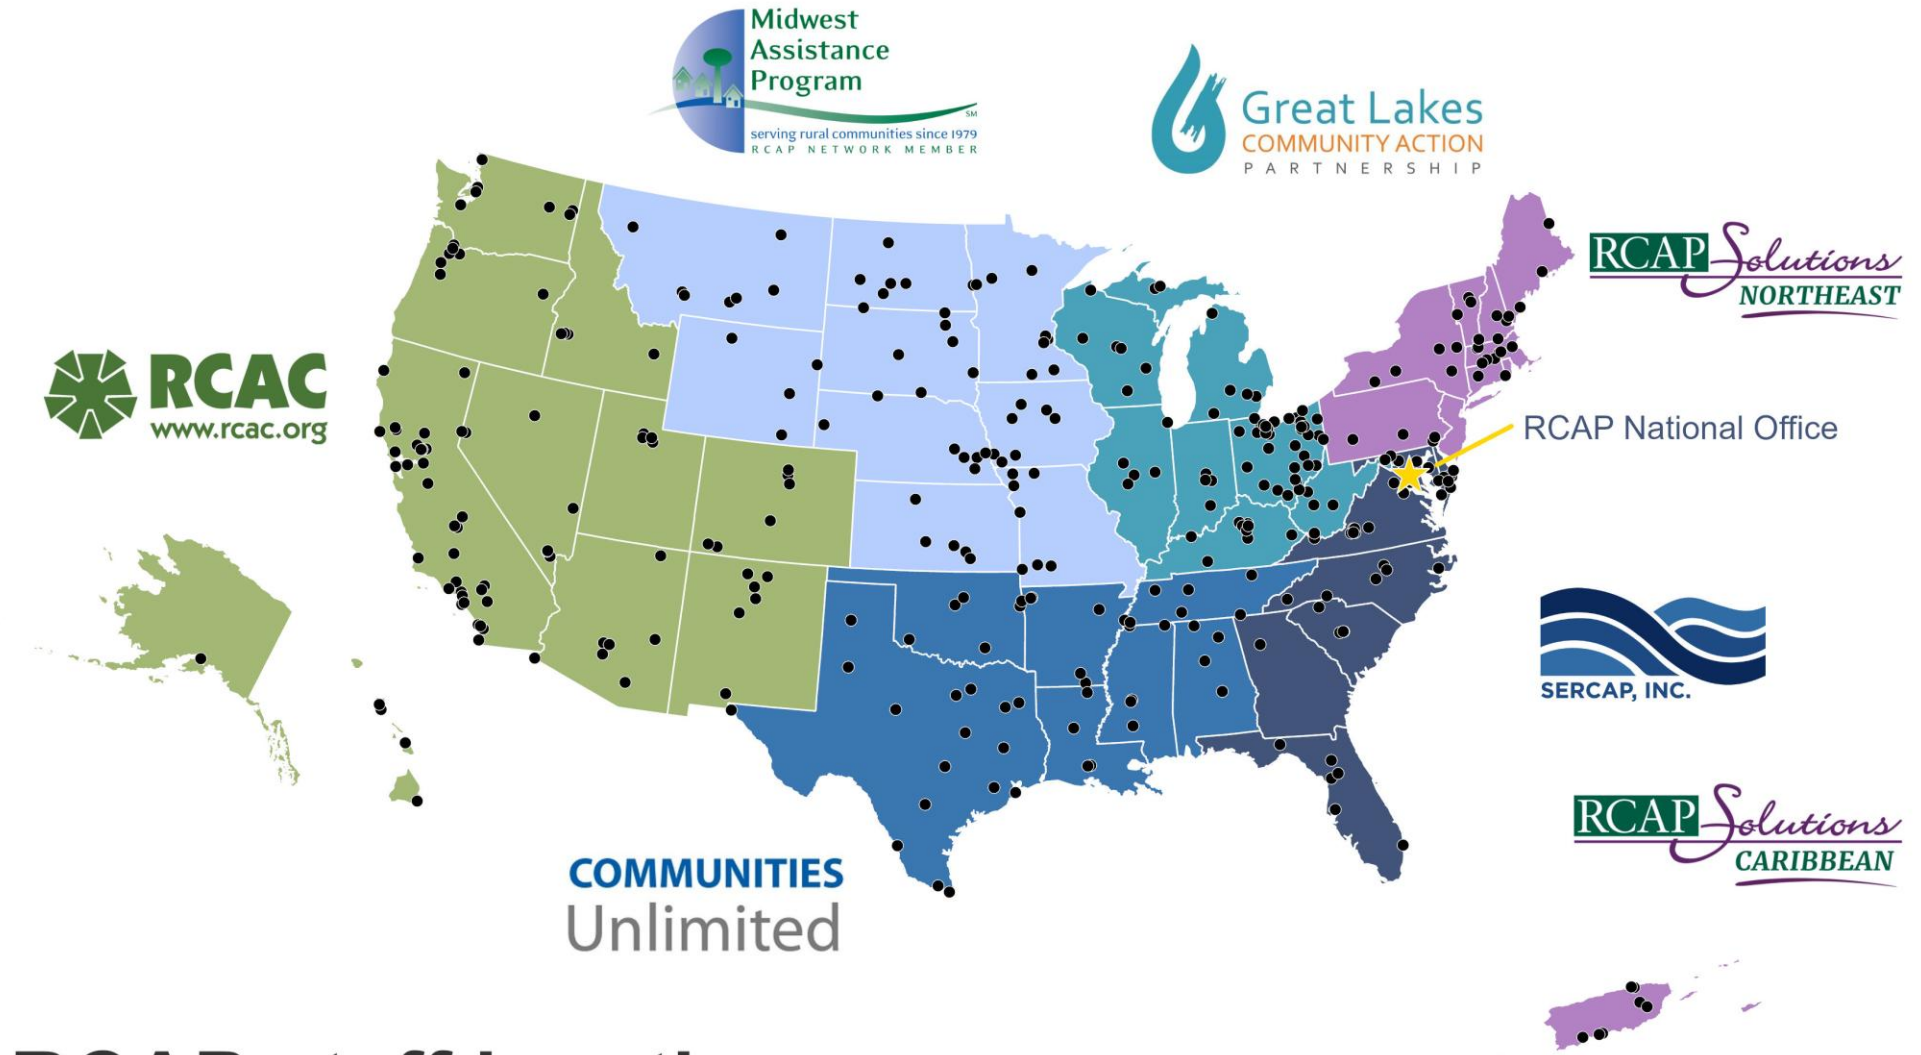 Midwest
Assistance
Program
SM
serving rural communities since 1979
RCAP NETWORK MEMBER
Great Lakes
COMMUNITY ACTION
PARTNERSHIP
RCAP Solutions
NORTHEAST
RCAC
www.rcac.org
RCAP National Office
SERCAP, INC.
RCAP Solutions
CARIBBEAN
COMMUNITIES
Unlimited